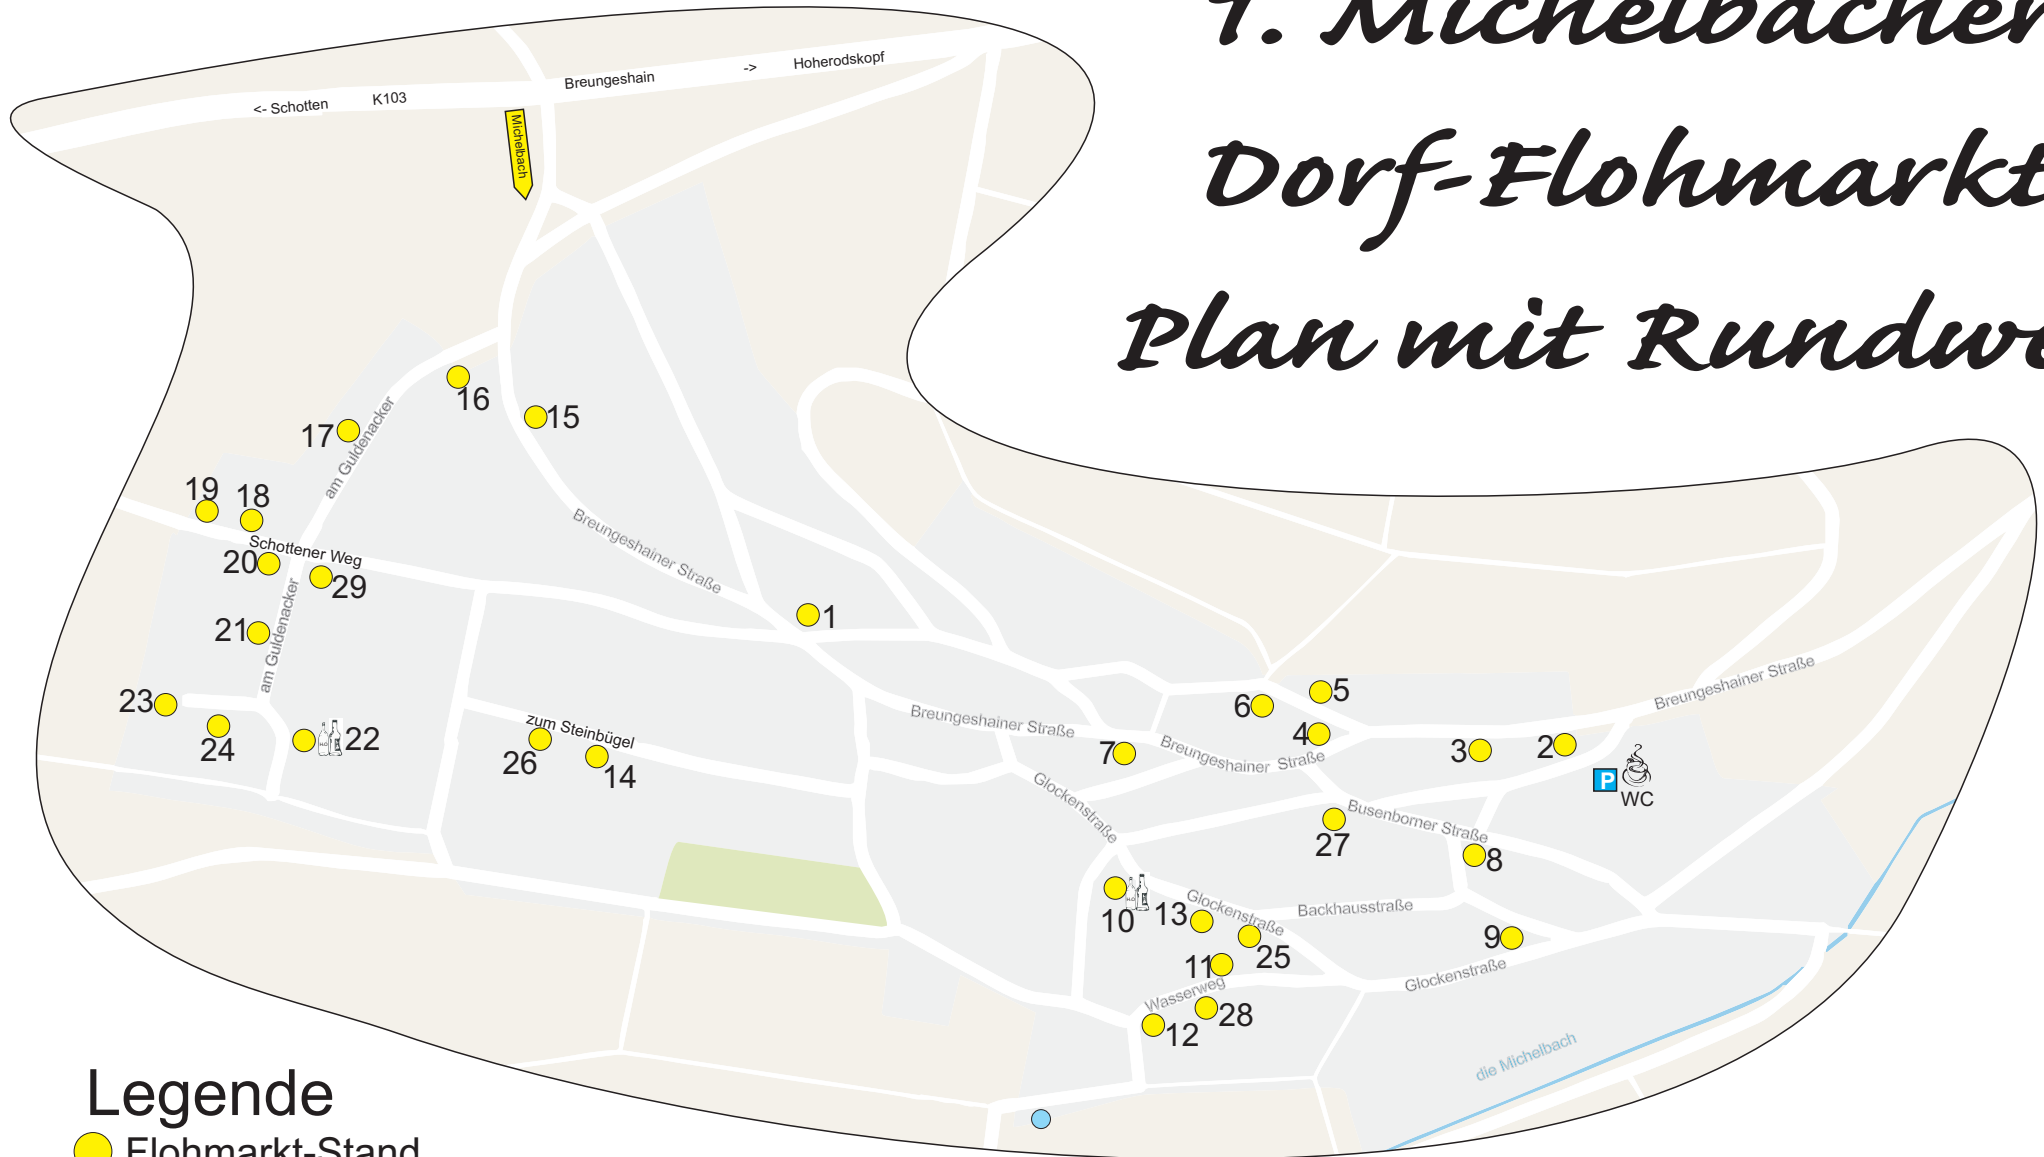 Michelbacher
Dorf-Flohmarkt
Plan mit
<- Schotten K103 Breungeshain -> Hoherodskopf
Michelbach
16
15
17
am Guldenacker
19
18
Schottener Weg
20
29
Breungeshainer Straße
1
21
am Guldenacker
23
24
22
zum Steinbügel
26
14
Breungeshainer Straße
7
Breungeshainer Straße
6
5
4
3
2
Breungeshainer Straße
P
WC
Glockenstraße
27
Busenborner Straße
8
10
13
Glockenstraße
Backhausstraße
25
9
11
Glockenstraße
Wasserweg
28
12
die Michelbach
Legende
Flohmarkt-Stand